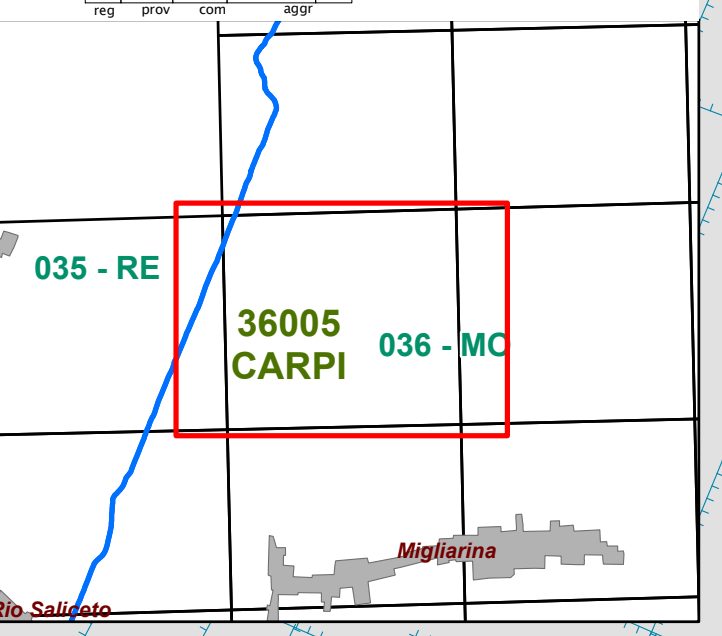 reg prov com aggr
035 - RE
36005
CARPI
036 - MO
Migliarina
Rio Saliceto